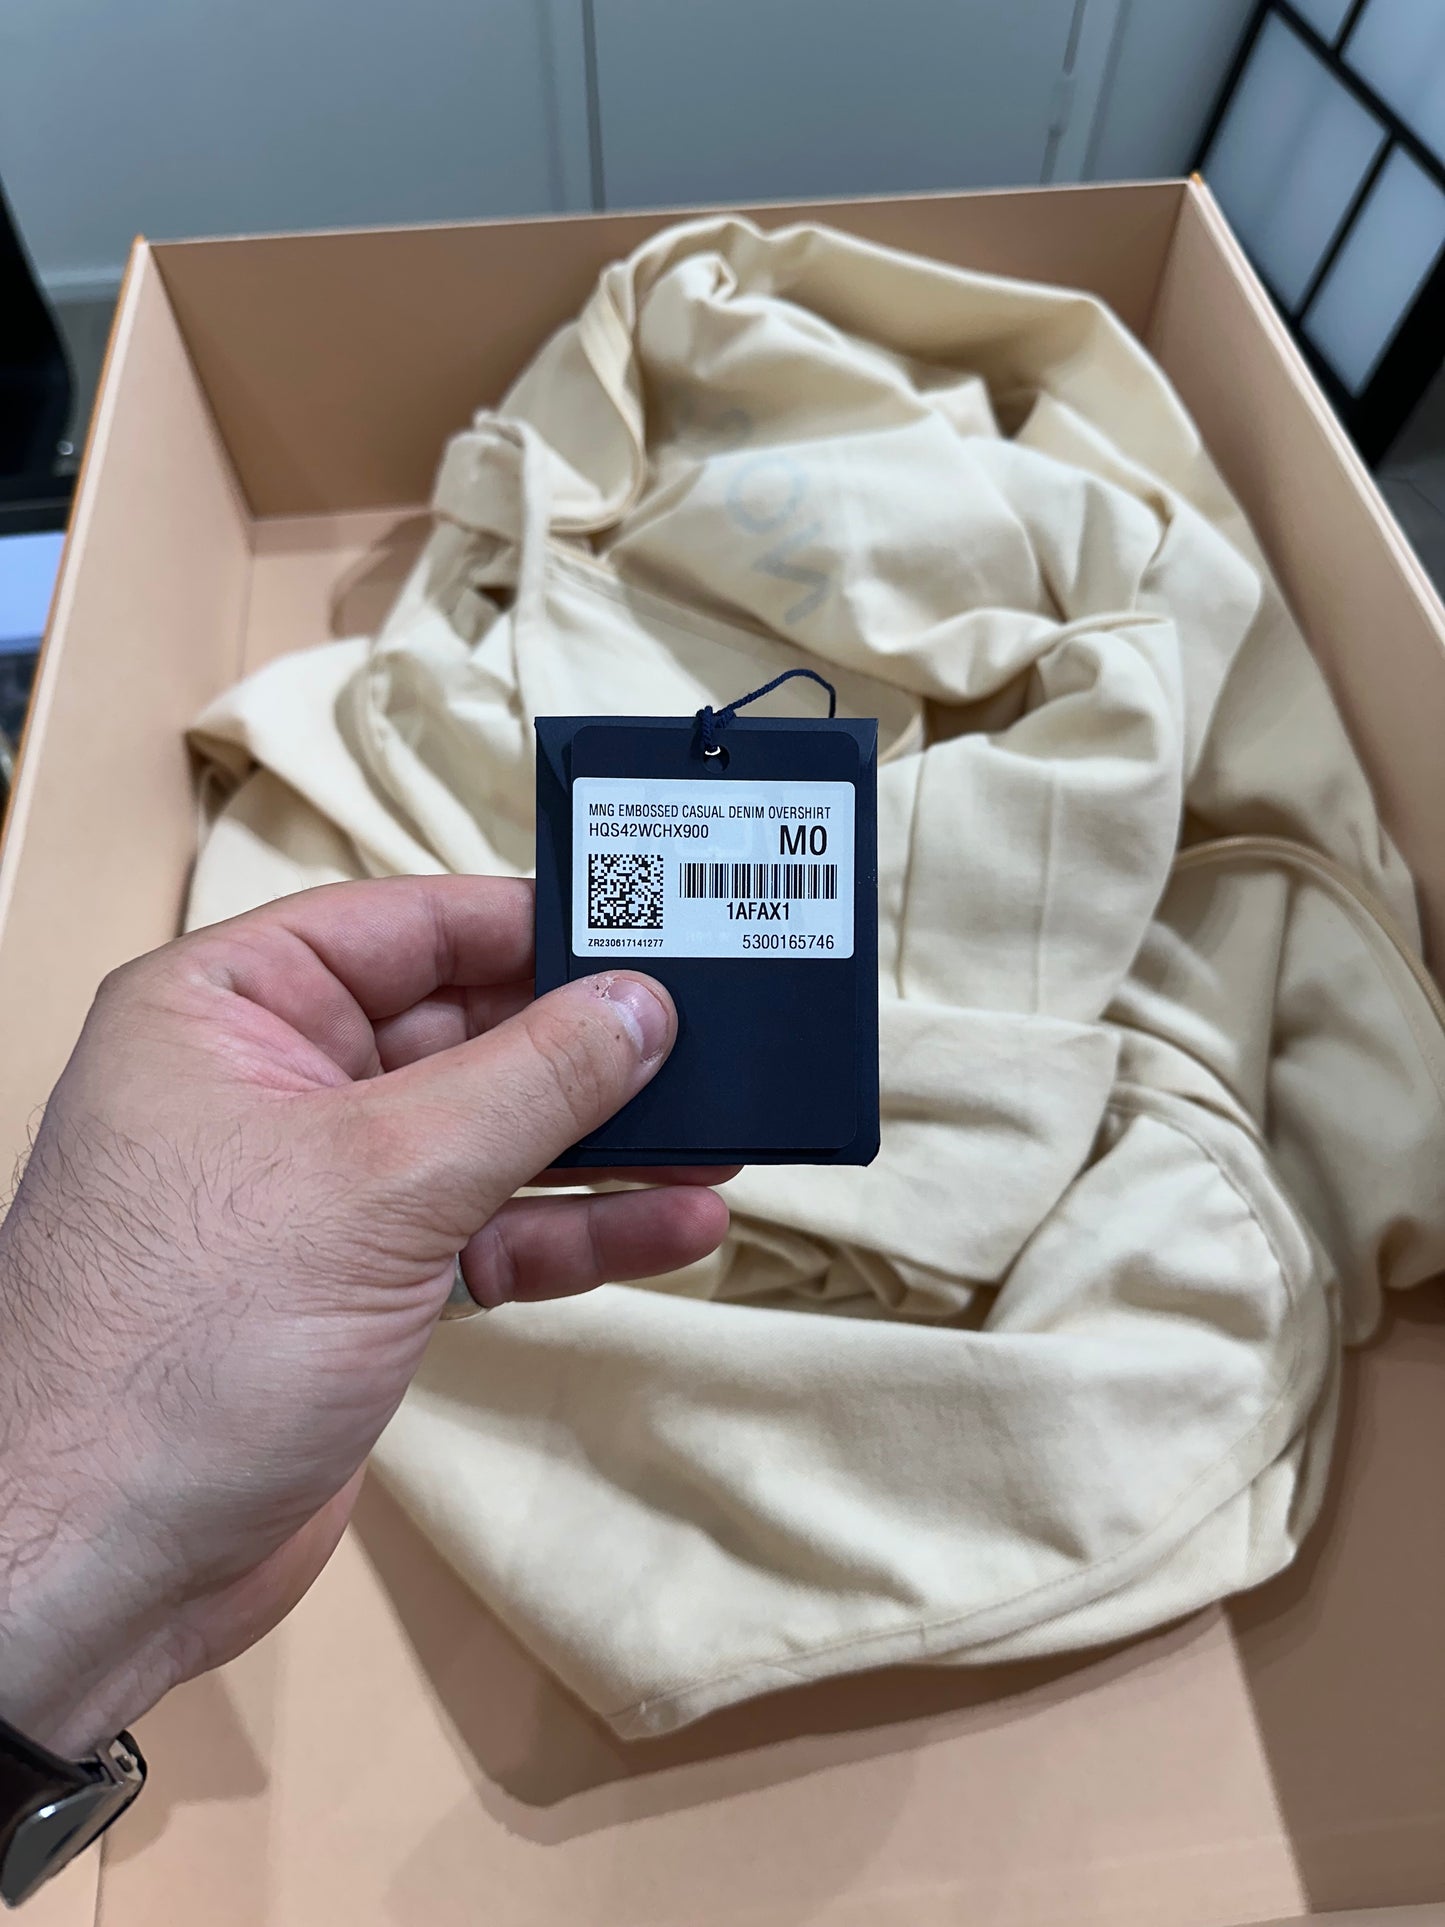 MNG EMBOSSED CASUAL DENIM OVERSHIRT
HQS42WCHX900
M0
1AFAX1
ZR230617141277
5300165746